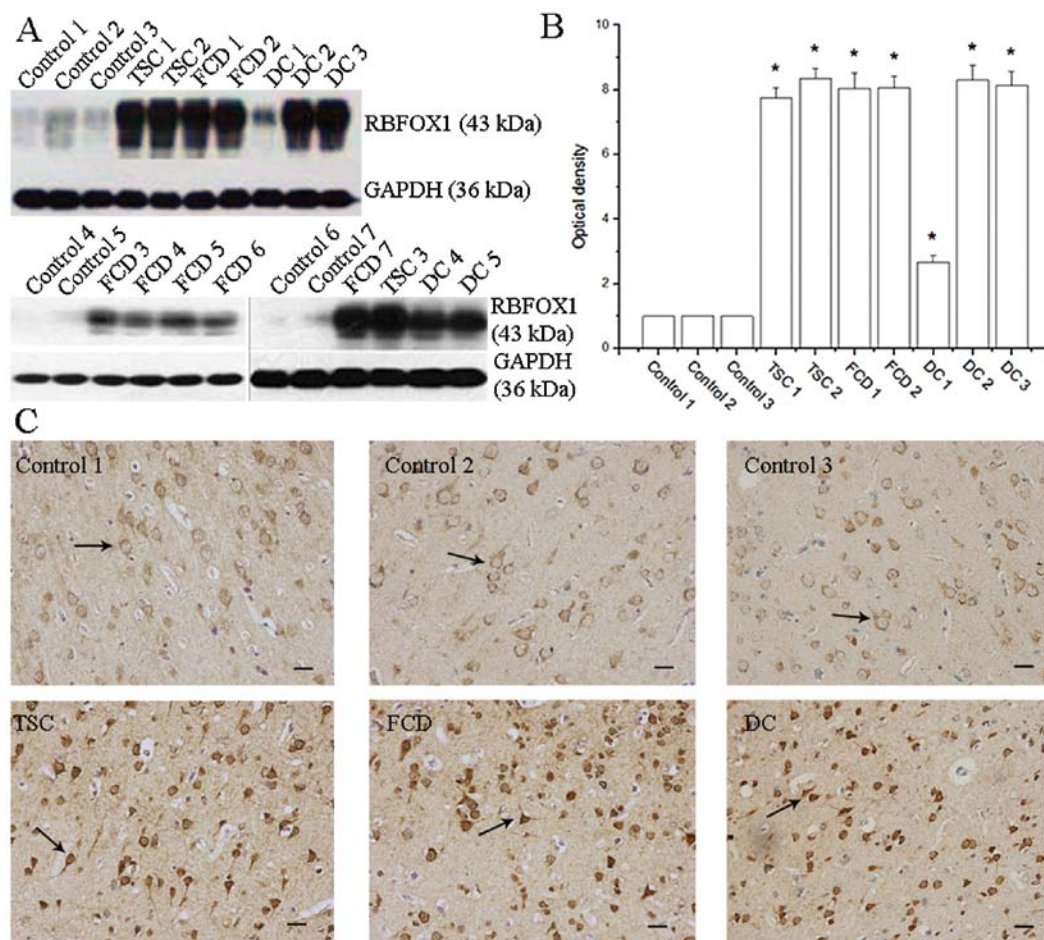 A
Control 1
Control 2
Control 3
TSC 1
TSC 2
FCD 1
FCD 2
DC 1
DC 2
DC 3
RBFOX1 (43 kDa)
GAPDH (36 kDa)
Control 4
Control 5
FCD 3
FCD 4
FCD 5
FCD 6
Control 6
Control 7
FCD 7
TSC 3
DC 4
DC 5
RBFOX1
(43 kDa)
GAPDH
(36 kDa)
B
Optical density
10
8
6
4
2
0
*
*
*
*
*
*
*
Control 1
Control 2
Control 3
TSC 1
TSC 2
FCD 1
FCD 2
DC 1
DC 2
DC 3
C
Control 1
Control 2
Control 3
TSC
FCD
DC